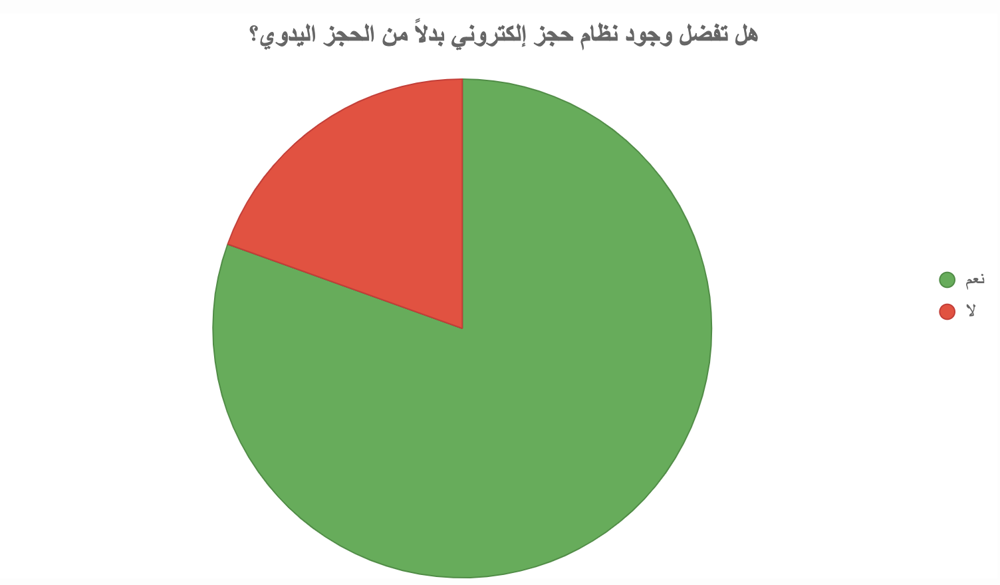 هل تفضل وجود نظام حجز إلكتروني بدلاً من الحجز اليدوي؟
نعم
لا